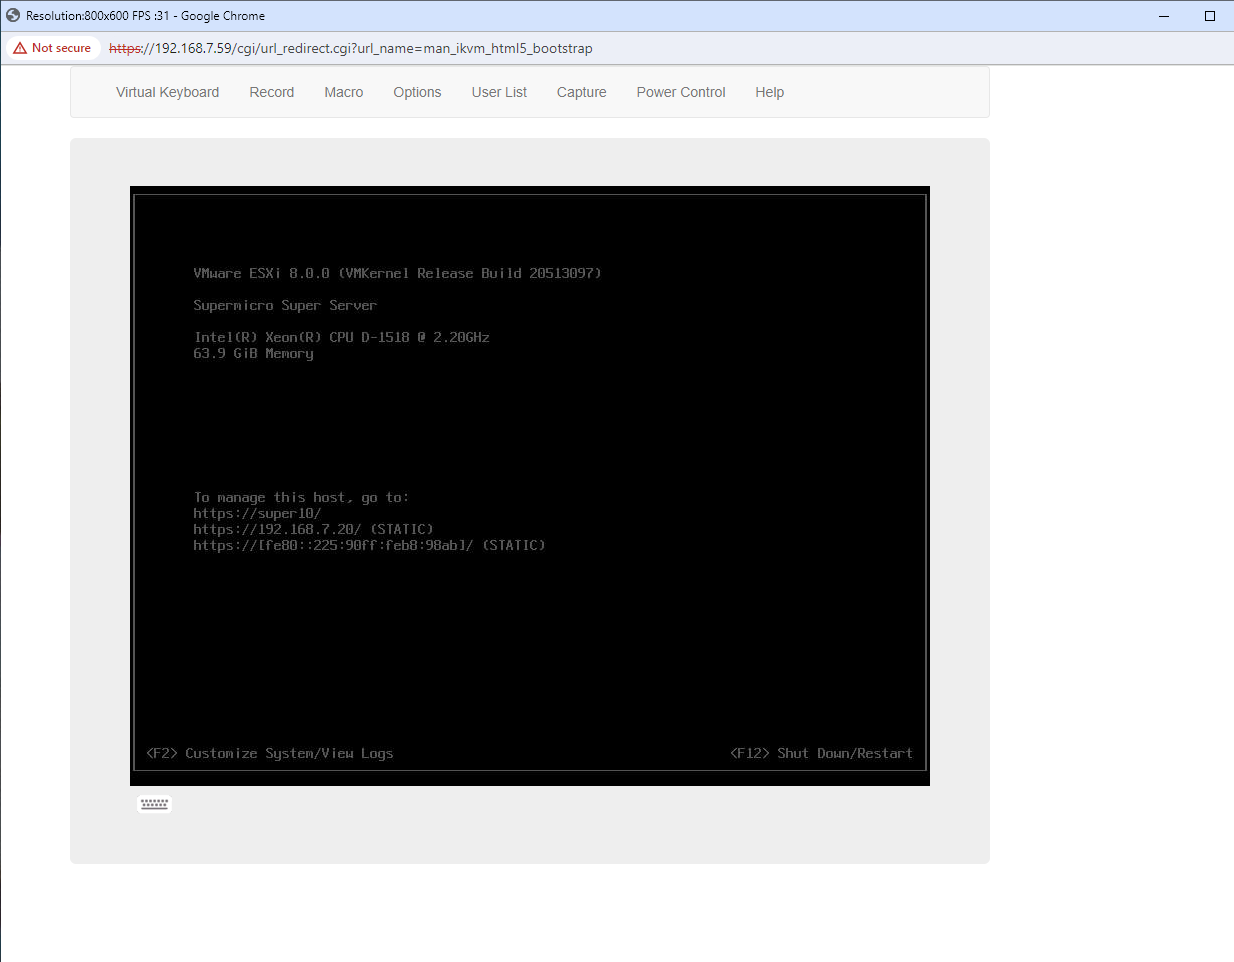 Resolution:800x600 FPS :31 - Google Chrome
Not secure https://192.168.7.59/cgi/url_redirect.cgi?url_name=man_ikvm_html5_bootstrap
Virtual Keyboard Record Macro Options User List Capture Power Control Help
VMware ESXi 8.0.0 (VMKernel Release Build 20513097)
Supermicro Super Server
Intel(R) Xeon(R) CPU D-1518 @ 2.20GHz
63.9 GiB Memory
To manage this host, go to:
https://super10/
https://192.168.7.20/ (STATIC)
https://[fe80::225:90ff:feb8:98ab]/ (STATIC)
<F2> Customize System/View Logs <F12> Shut Down/Restart